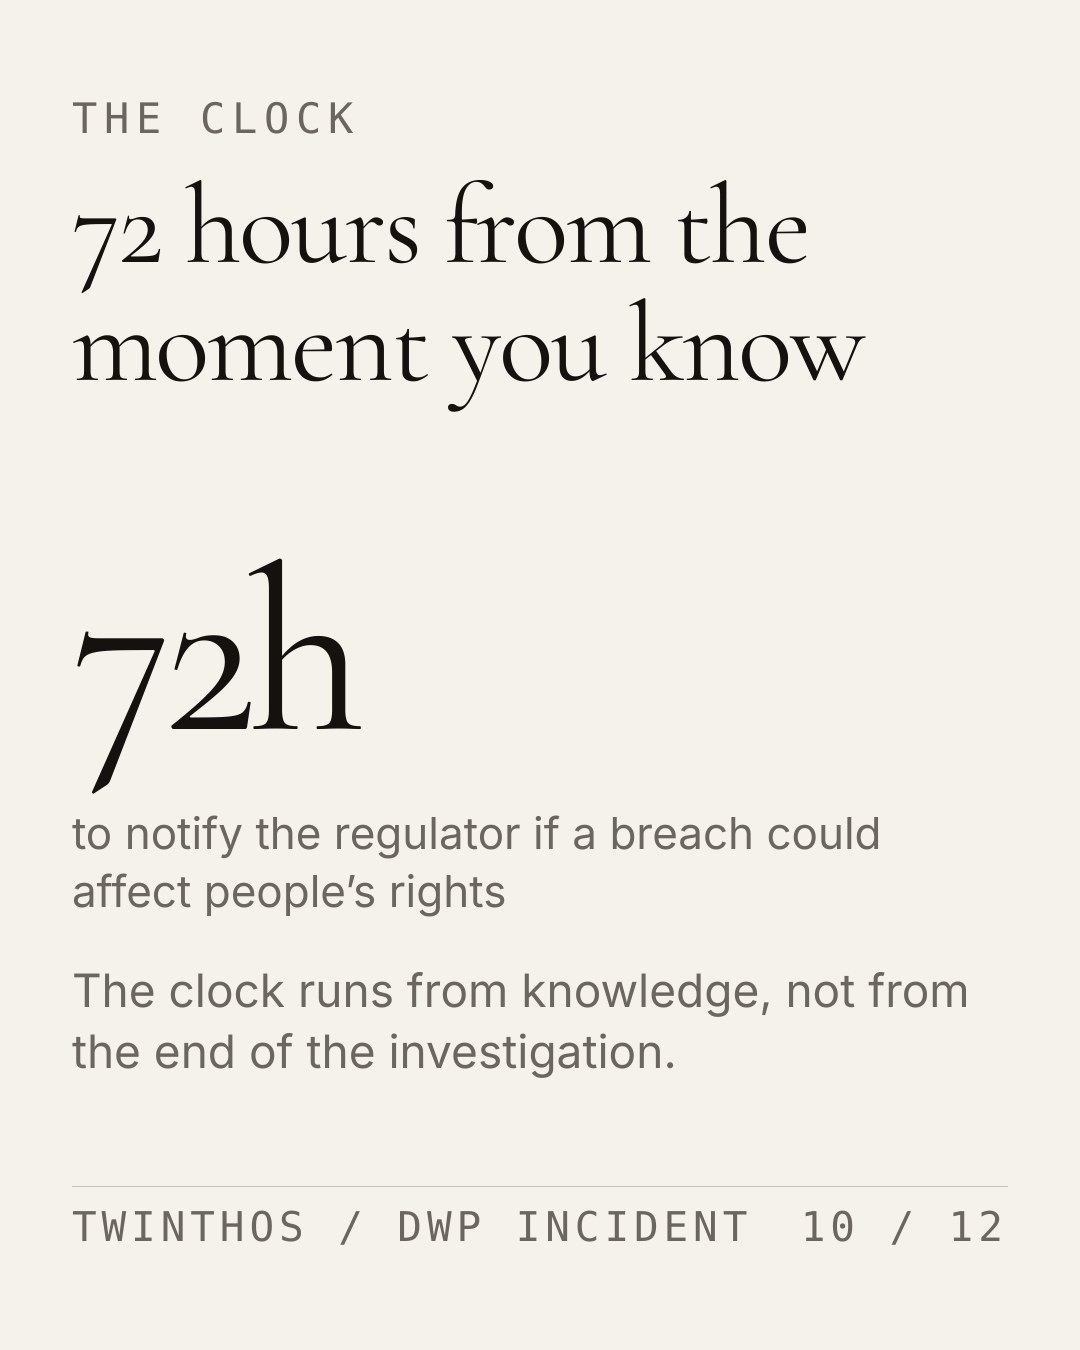 THE CLOCK
72 hours from the
moment you know
72h
to notify the regulator if a breach could
affect people’s rights
The clock runs from knowledge, not from
the end of the investigation.
TWINTHOS / DWP INCIDENT 10 / 12